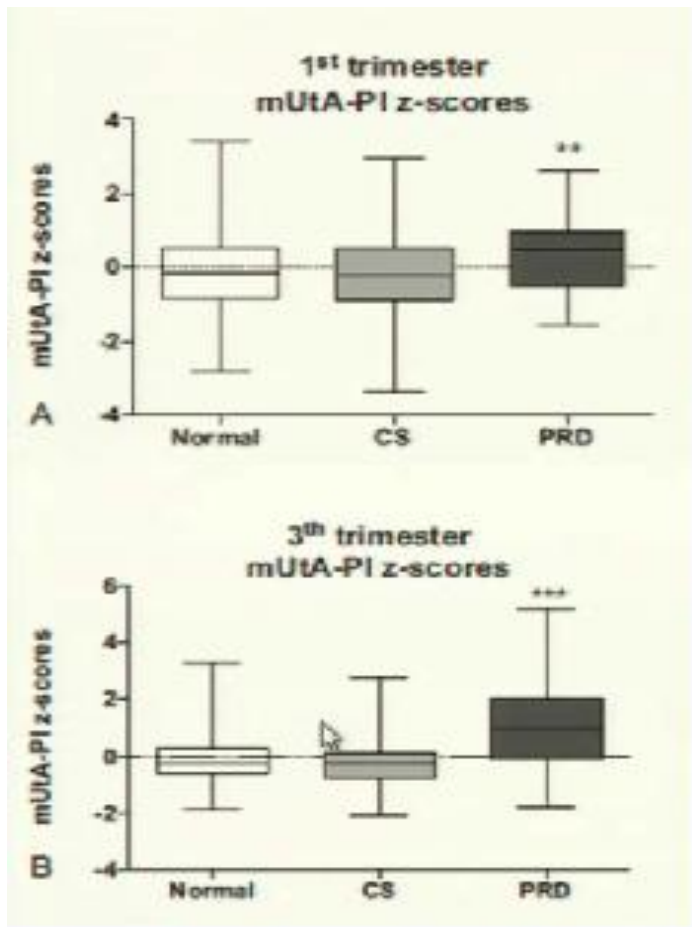 1st trimester
mUtA-PI z-scores
4
2
0
-2
-4
mUtA-PI z-scores
A
**
Normal CS PRD
3th trimester
mUtA-PI z-scores
6
4
2
0
-2
-4
mUtA-PI z-scores
B
***
Normal CS PRD